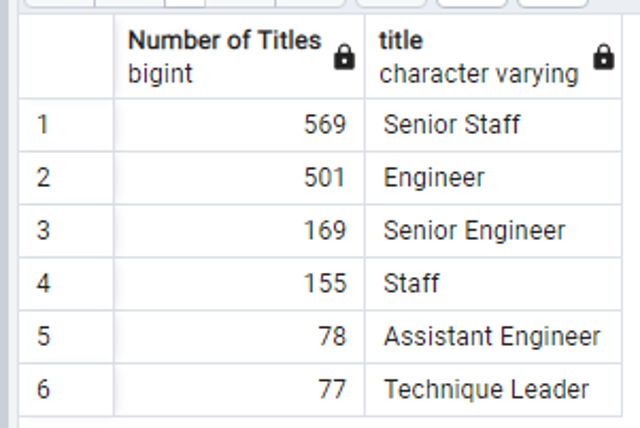 Number of Titles title
bigint character varying
1 569 Senior Staff
2 501 Engineer
3 169 Senior Engineer
4 155 Staff
5 78 Assistant Engineer
6 77 Technique Leader